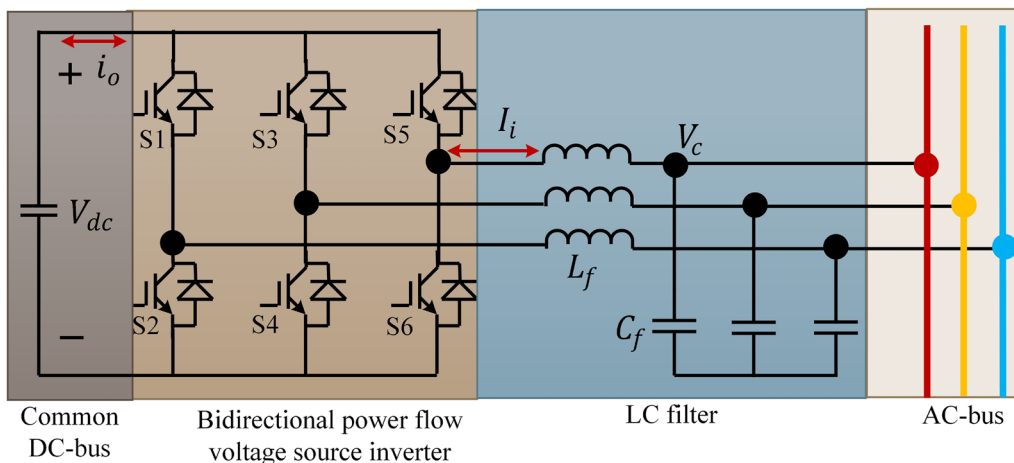 + i_o
S1
S3
S5
I_i
V_c
V_dc
L_f
S2
S4
S6
C_f
−
Common
DC-bus
Bidirectional power flow
voltage source inverter
LC filter
AC-bus